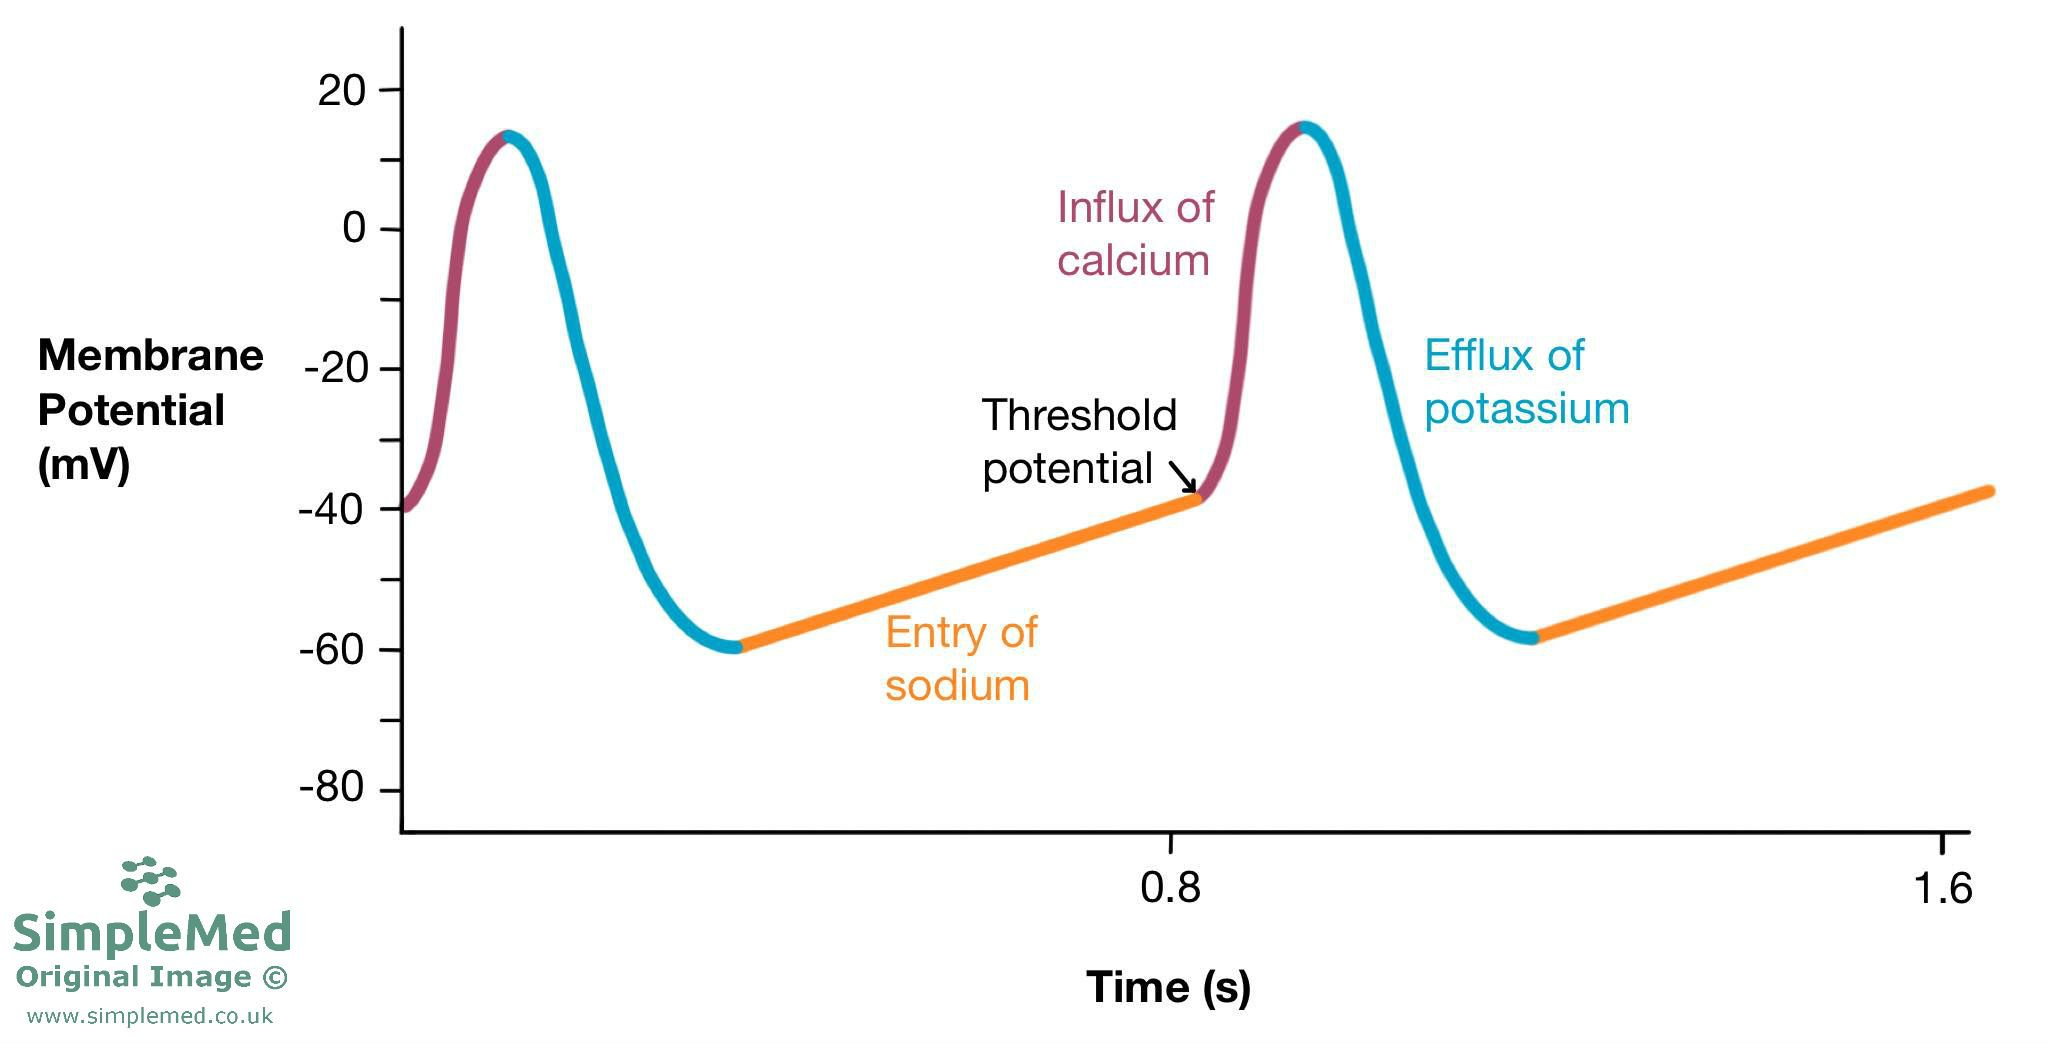 20
0
-20
-40
-60
-80
Membrane
Potential
(mV)
Influx of
calcium
Efflux of
potassium
Threshold
potential
Entry of
sodium
0.8
1.6
Time (s)
SimpleMed
Original Image ©
www.simplemed.co.uk